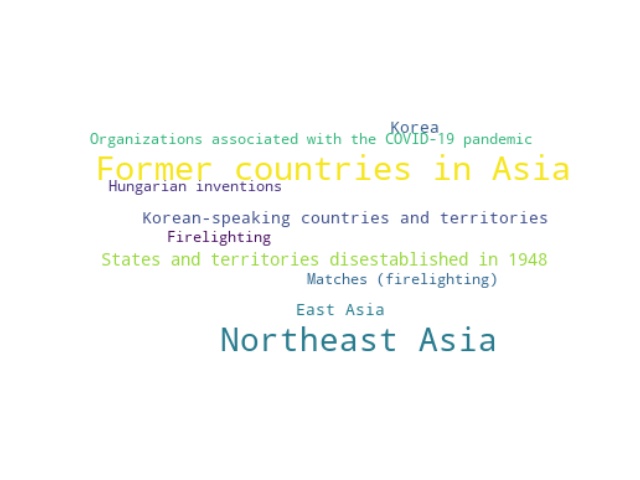 Korea
Organizations associated with the COVID-19 pandemic
Former countries in Asia
Hungarian inventions
Korean-speaking countries and territories
Firelighting
States and territories disestablished in 1948
Matches (firelighting)
East Asia
Northeast Asia